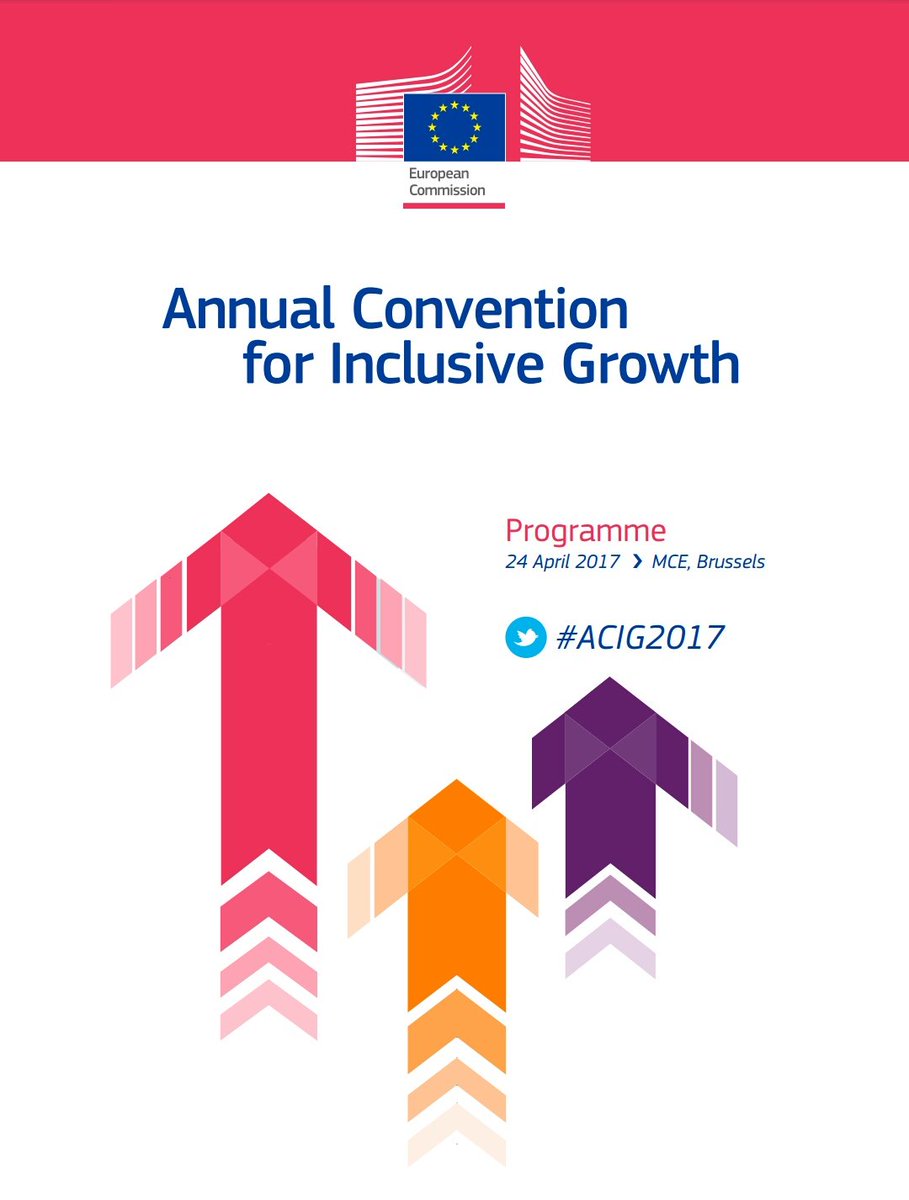 European
Commission
Annual Convention
for Inclusive Growth
Programme
24 April 2017 › MCE, Brussels
#ACIG2017